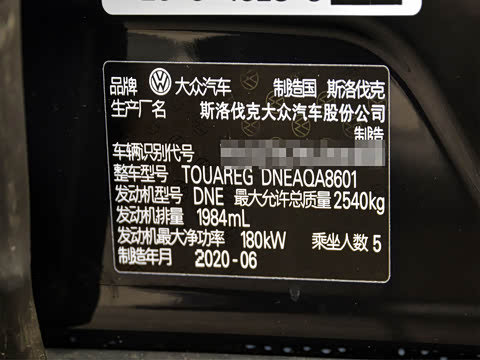 品牌 大众汽车 制造国 斯洛伐克
生产厂名 斯洛伐克大众汽车股份公司
制造
车辆识别代号
整车型号 TOUAREG DNEAQA8601
发动机型号 DNE 最大允许总质量 2540kg
发动机排量 1984mL
发动机最大净功率 180kW 乘坐人数 5
制造年月 2020-06